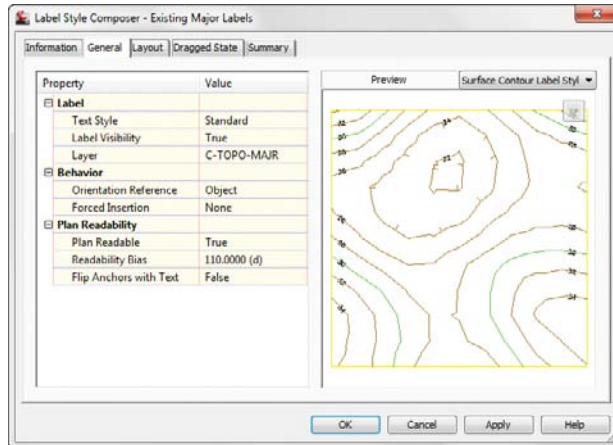 Label Style Composer - Existing Major Labels
Information General Layout Dragged State Summary
Property Value
Label
Text Style Standard
Label Visibility True
Layer C-TOPO-MAJR
Behavior
Orientation Reference Object
Forced Insertion None
Plan Readability
Plan Readable True
Readability Bias 110.0000 (d)
Flip Anchors with Text False
Preview Surface Contour Label Styl
OK Cancel Apply Help